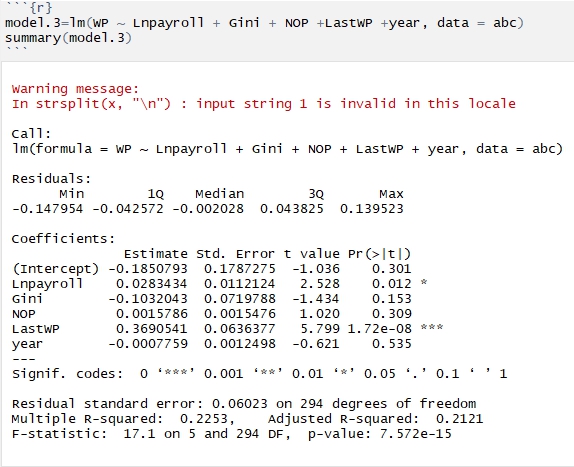 ```{r}
model.3=lm(WP ~ Lnpayroll + Gini + NOP +LastWP +year, data = abc)
summary(model.3)
```
Warning message:
In strsplit(x, "\n") : input string 1 is invalid in this locale
Call:
lm(formula = WP ~ Lnpayroll + Gini + NOP + LastWP + year, data = abc)
Residuals:
Min 1Q Median 3Q Max
-0.147954 -0.042572 -0.002028 0.043825 0.139523
Coefficients:
Estimate Std. Error t value Pr(>|t|)
(Intercept) -0.1850793 0.1787275 -1.036 0.301
Lnpayroll 0.0283434 0.0112124 2.528 0.012 *
Gini -0.1032043 0.0719788 -1.434 0.153
NOP 0.0015786 0.0015476 1.020 0.309
LastWP 0.3690541 0.0636377 5.799 1.72e-08 ***
year -0.0007759 0.0012498 -0.621 0.535
---
Signif. codes: 0 ‘***’ 0.001 ‘**’ 0.01 ‘*’ 0.05 ‘.’ 0.1 ‘ ’ 1
Residual standard error: 0.06023 on 294 degrees of freedom
Multiple R-squared: 0.2253, Adjusted R-squared: 0.2121
F-statistic: 17.1 on 5 and 294 DF, p-value: 7.572e-15